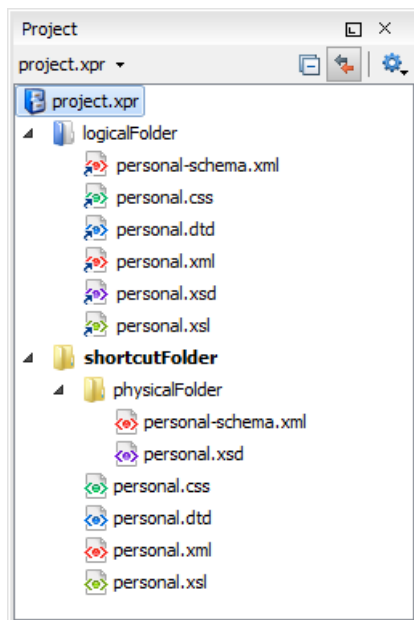 Project
project.xpr
project.xpr
logicalFolder
personal-schema.xml
personal.css
personal.dtd
personal.xml
personal.xsd
personal.xsl
shortcutFolder
physicalFolder
personal-schema.xml
personal.xsd
personal.css
personal.dtd
personal.xml
personal.xsl